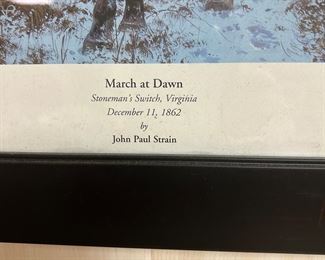 March at Dawn
Stoneman's Switch, Virginia
December 11, 1862
by
John Paul Strain